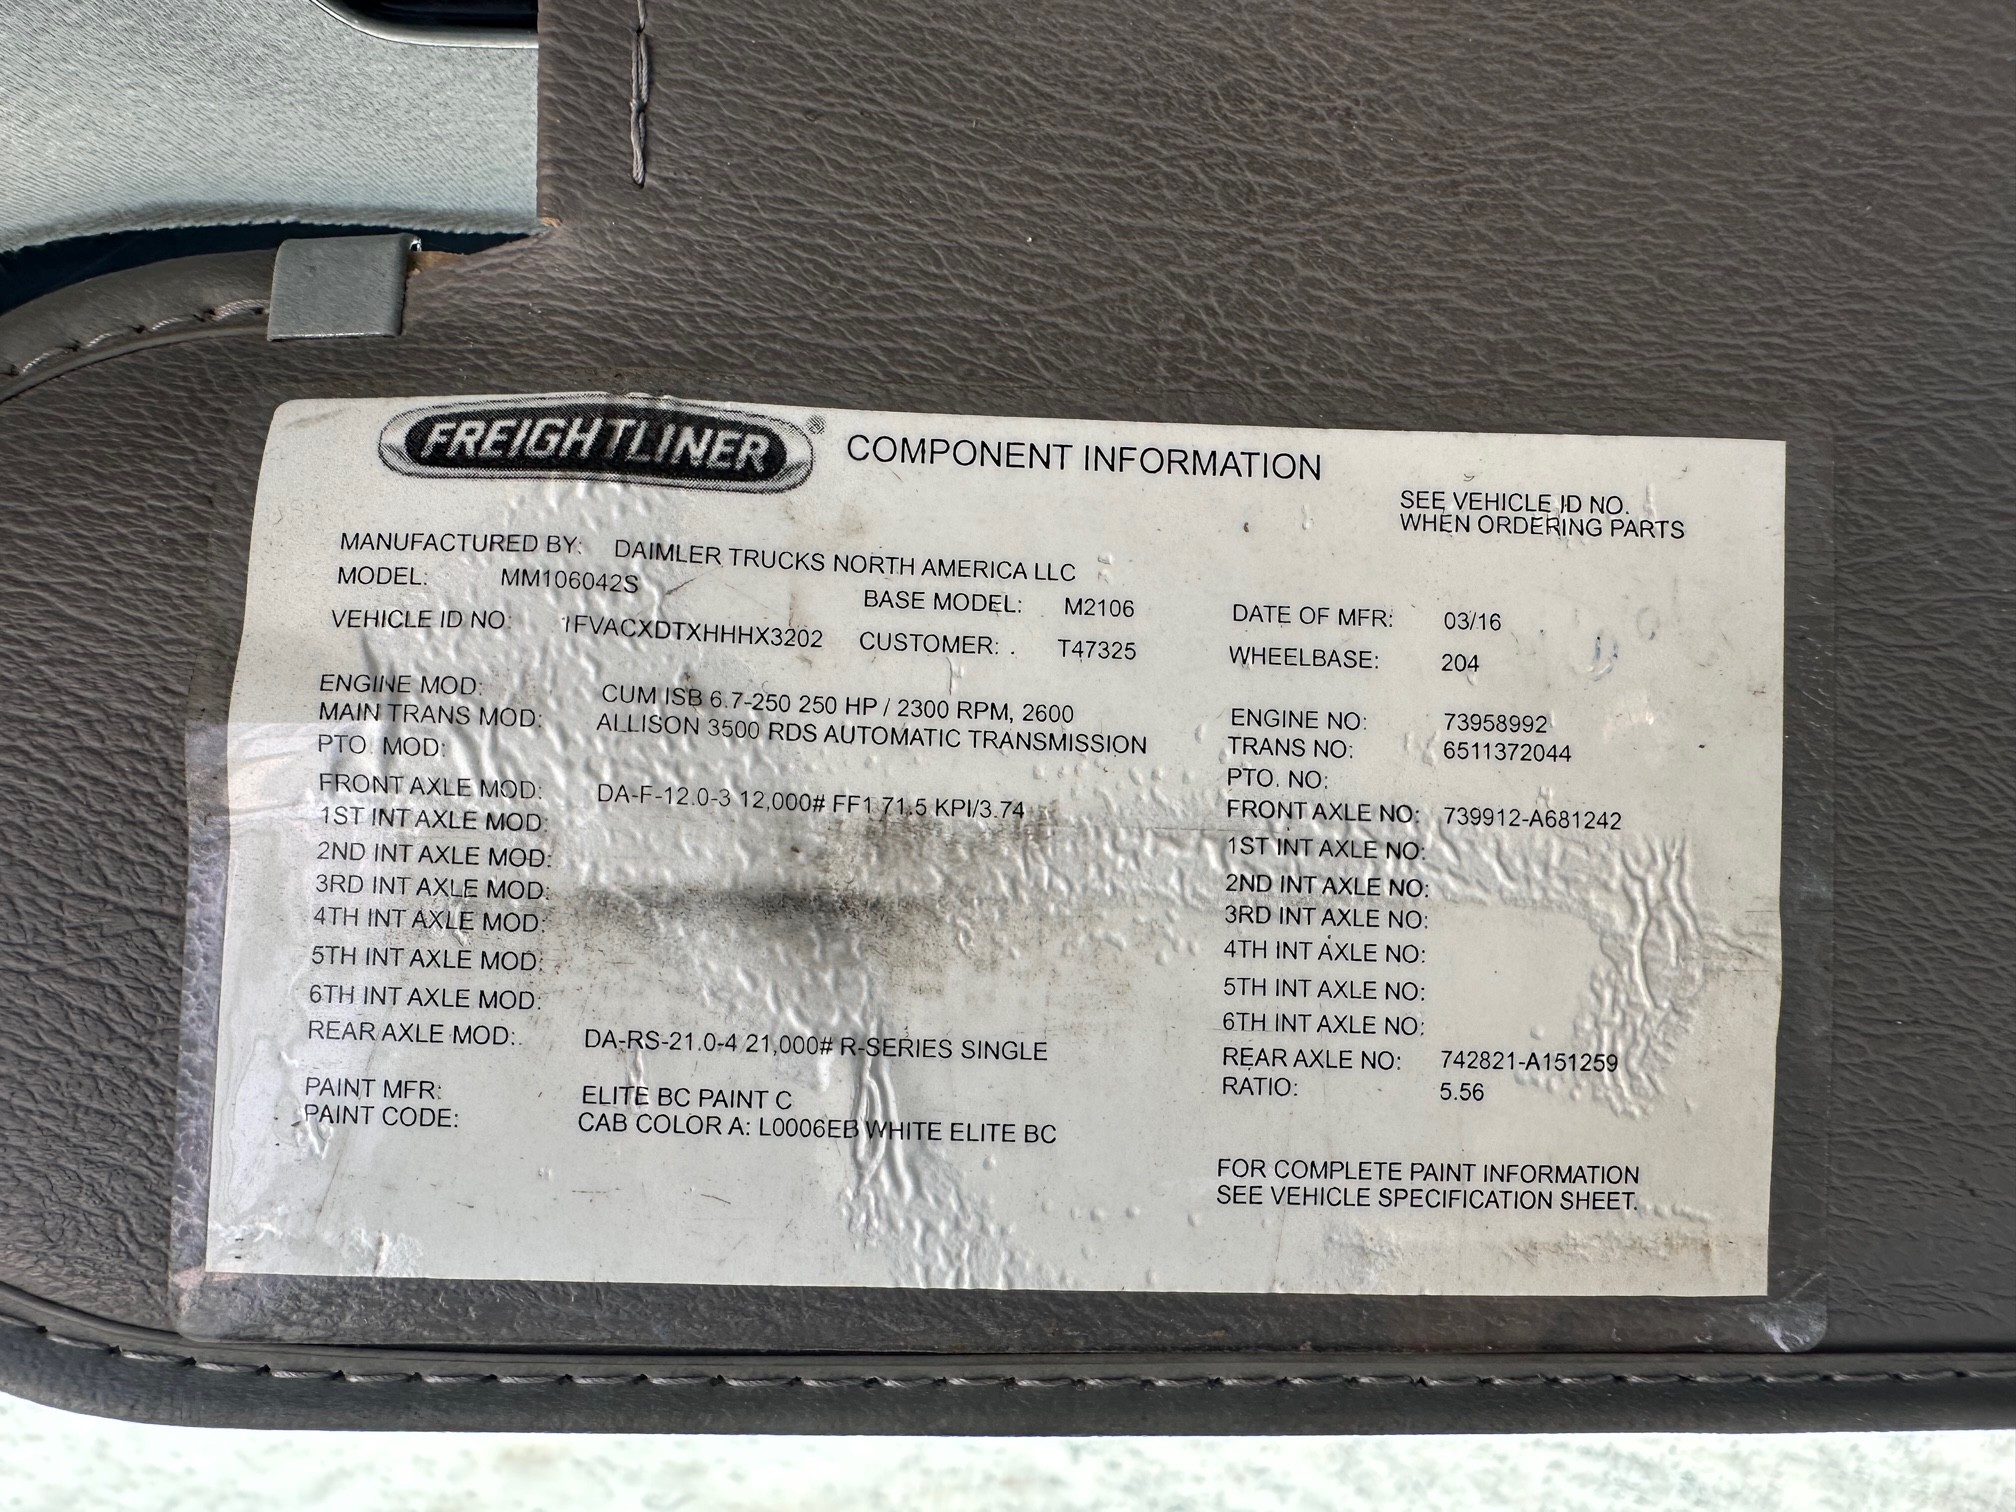 FREIGHTLINER® COMPONENT INFORMATION
SEE VEHICLE ID NO.
WHEN ORDERING PARTS
MANUFACTURED BY: DAIMLER TRUCKS NORTH AMERICA LLC
MODEL: MM106042S BASE MODEL: M2106 DATE OF MFR: 03/16
VEHICLE ID NO: 1FVACXDTXHHHX3202 CUSTOMER: T47325 WHEELBASE: 204
ENGINE MOD: CUM ISB 6.7-250 250 HP / 2300 RPM, 2600 ENGINE NO: 73958992
MAIN TRANS MOD: ALLISON 3500 RDS AUTOMATIC TRANSMISSION TRANS NO: 6511372044
PTO. MOD: PTO. NO:
FRONT AXLE MOD: DA-F-12.0-3 12,000# FF1 71.5 KPI/3.74 FRONT AXLE NO: 739912-A681242
1ST INT AXLE MOD: 1ST INT AXLE NO:
2ND INT AXLE MOD: 2ND INT AXLE NO:
3RD INT AXLE MOD: 3RD INT AXLE NO:
4TH INT AXLE MOD: 4TH INT AXLE NO:
5TH INT AXLE MOD: 5TH INT AXLE NO:
6TH INT AXLE MOD: 6TH INT AXLE NO:
REAR AXLE MOD: DA-RS-21.0-4 21,000# R-SERIES SINGLE REAR AXLE NO: 742821-A151259
RATIO: 5.56
PAINT MFR: ELITE BC PAINT C
PAINT CODE: CAB COLOR A: L0006EB WHITE ELITE BC
FOR COMPLETE PAINT INFORMATION
SEE VEHICLE SPECIFICATION SHEET.